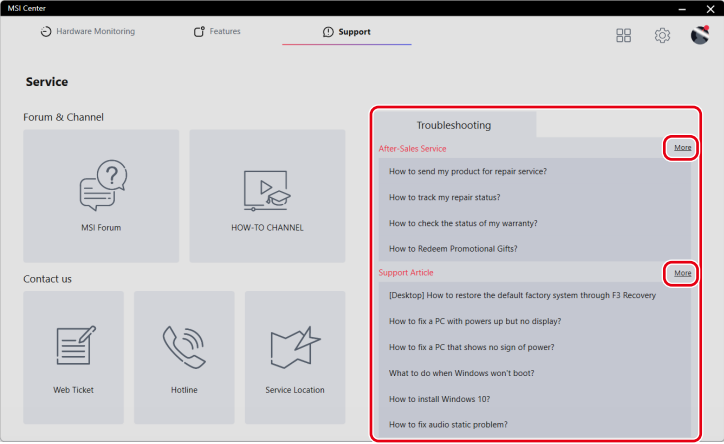 MSI Center
Hardware Monitoring
Features
Support
Service
Forum & Channel
MSI Forum
HOW-TO CHANNEL
Contact us
Web Ticket
Hotline
Service Location
Troubleshooting
After-Sales Service
More
How to send my product for repair service?
How to track my repair status?
How to check the status of my warranty?
How to Redeem Promotional Gifts?
Support Article
More
[Desktop] How to restore the default factory system through F3 Recovery
How to fix a PC with powers up but no display?
How to fix a PC that shows no sign of power?
What to do when Windows won't boot?
How to install Windows 10?
How to fix audio static problem?